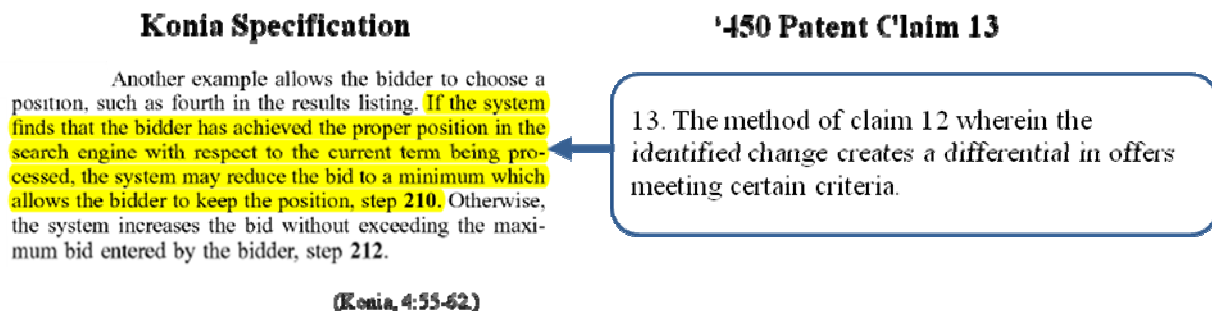 Konia Specification
Another example allows the bidder to choose a
position, such as fourth in the results listing. If the system
finds that the bidder has achieved the proper position in the
search engine with respect to the current term being pro-
cessed, the system may reduce the bid to a minimum which
allows the bidder to keep the position, step 210. Otherwise,
the system increases the bid without exceeding the maxi-
mum bid entered by the bidder, step 212.
(Konia, 4:55-62.)
'450 Patent Claim 13
13. The method of claim 12 wherein the
identified change creates a differential in offers
meeting certain criteria.